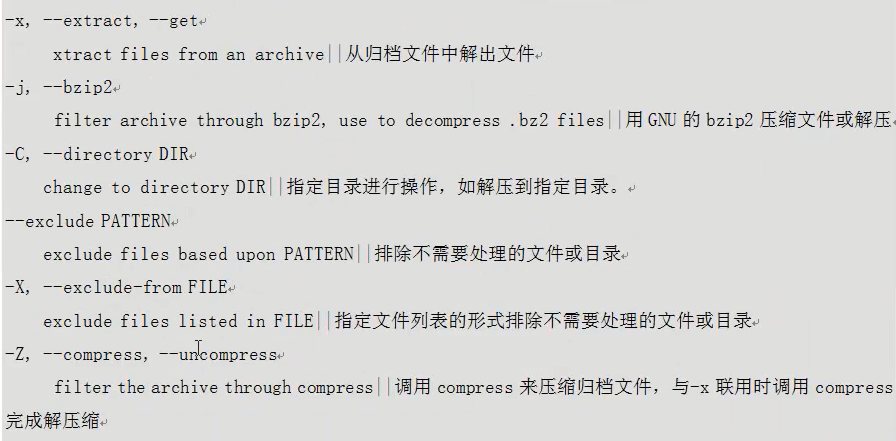 -x, --extract, --get
xtract files from an archive||从归档文件中解出文件
-j, --bzip2
filter archive through bzip2, use to decompress .bz2 files||用 GNU 的 bzip2 压缩文件或解压
-C, --directory DIR
change to directory DIR||指定目录进行操作，如解压到指定目录。
--exclude PATTERN
exclude files based upon PATTERN||排除不需要处理的文件或目录
-X, --exclude-from FILE
exclude files listed in FILE||指定文件列表的形式排除不需要处理的文件或目录
-Z, --compress, --uncompress
filter the archive through compress||调用 compress 来压缩归档文件，与-x 联用时调用 compress
完成解压缩